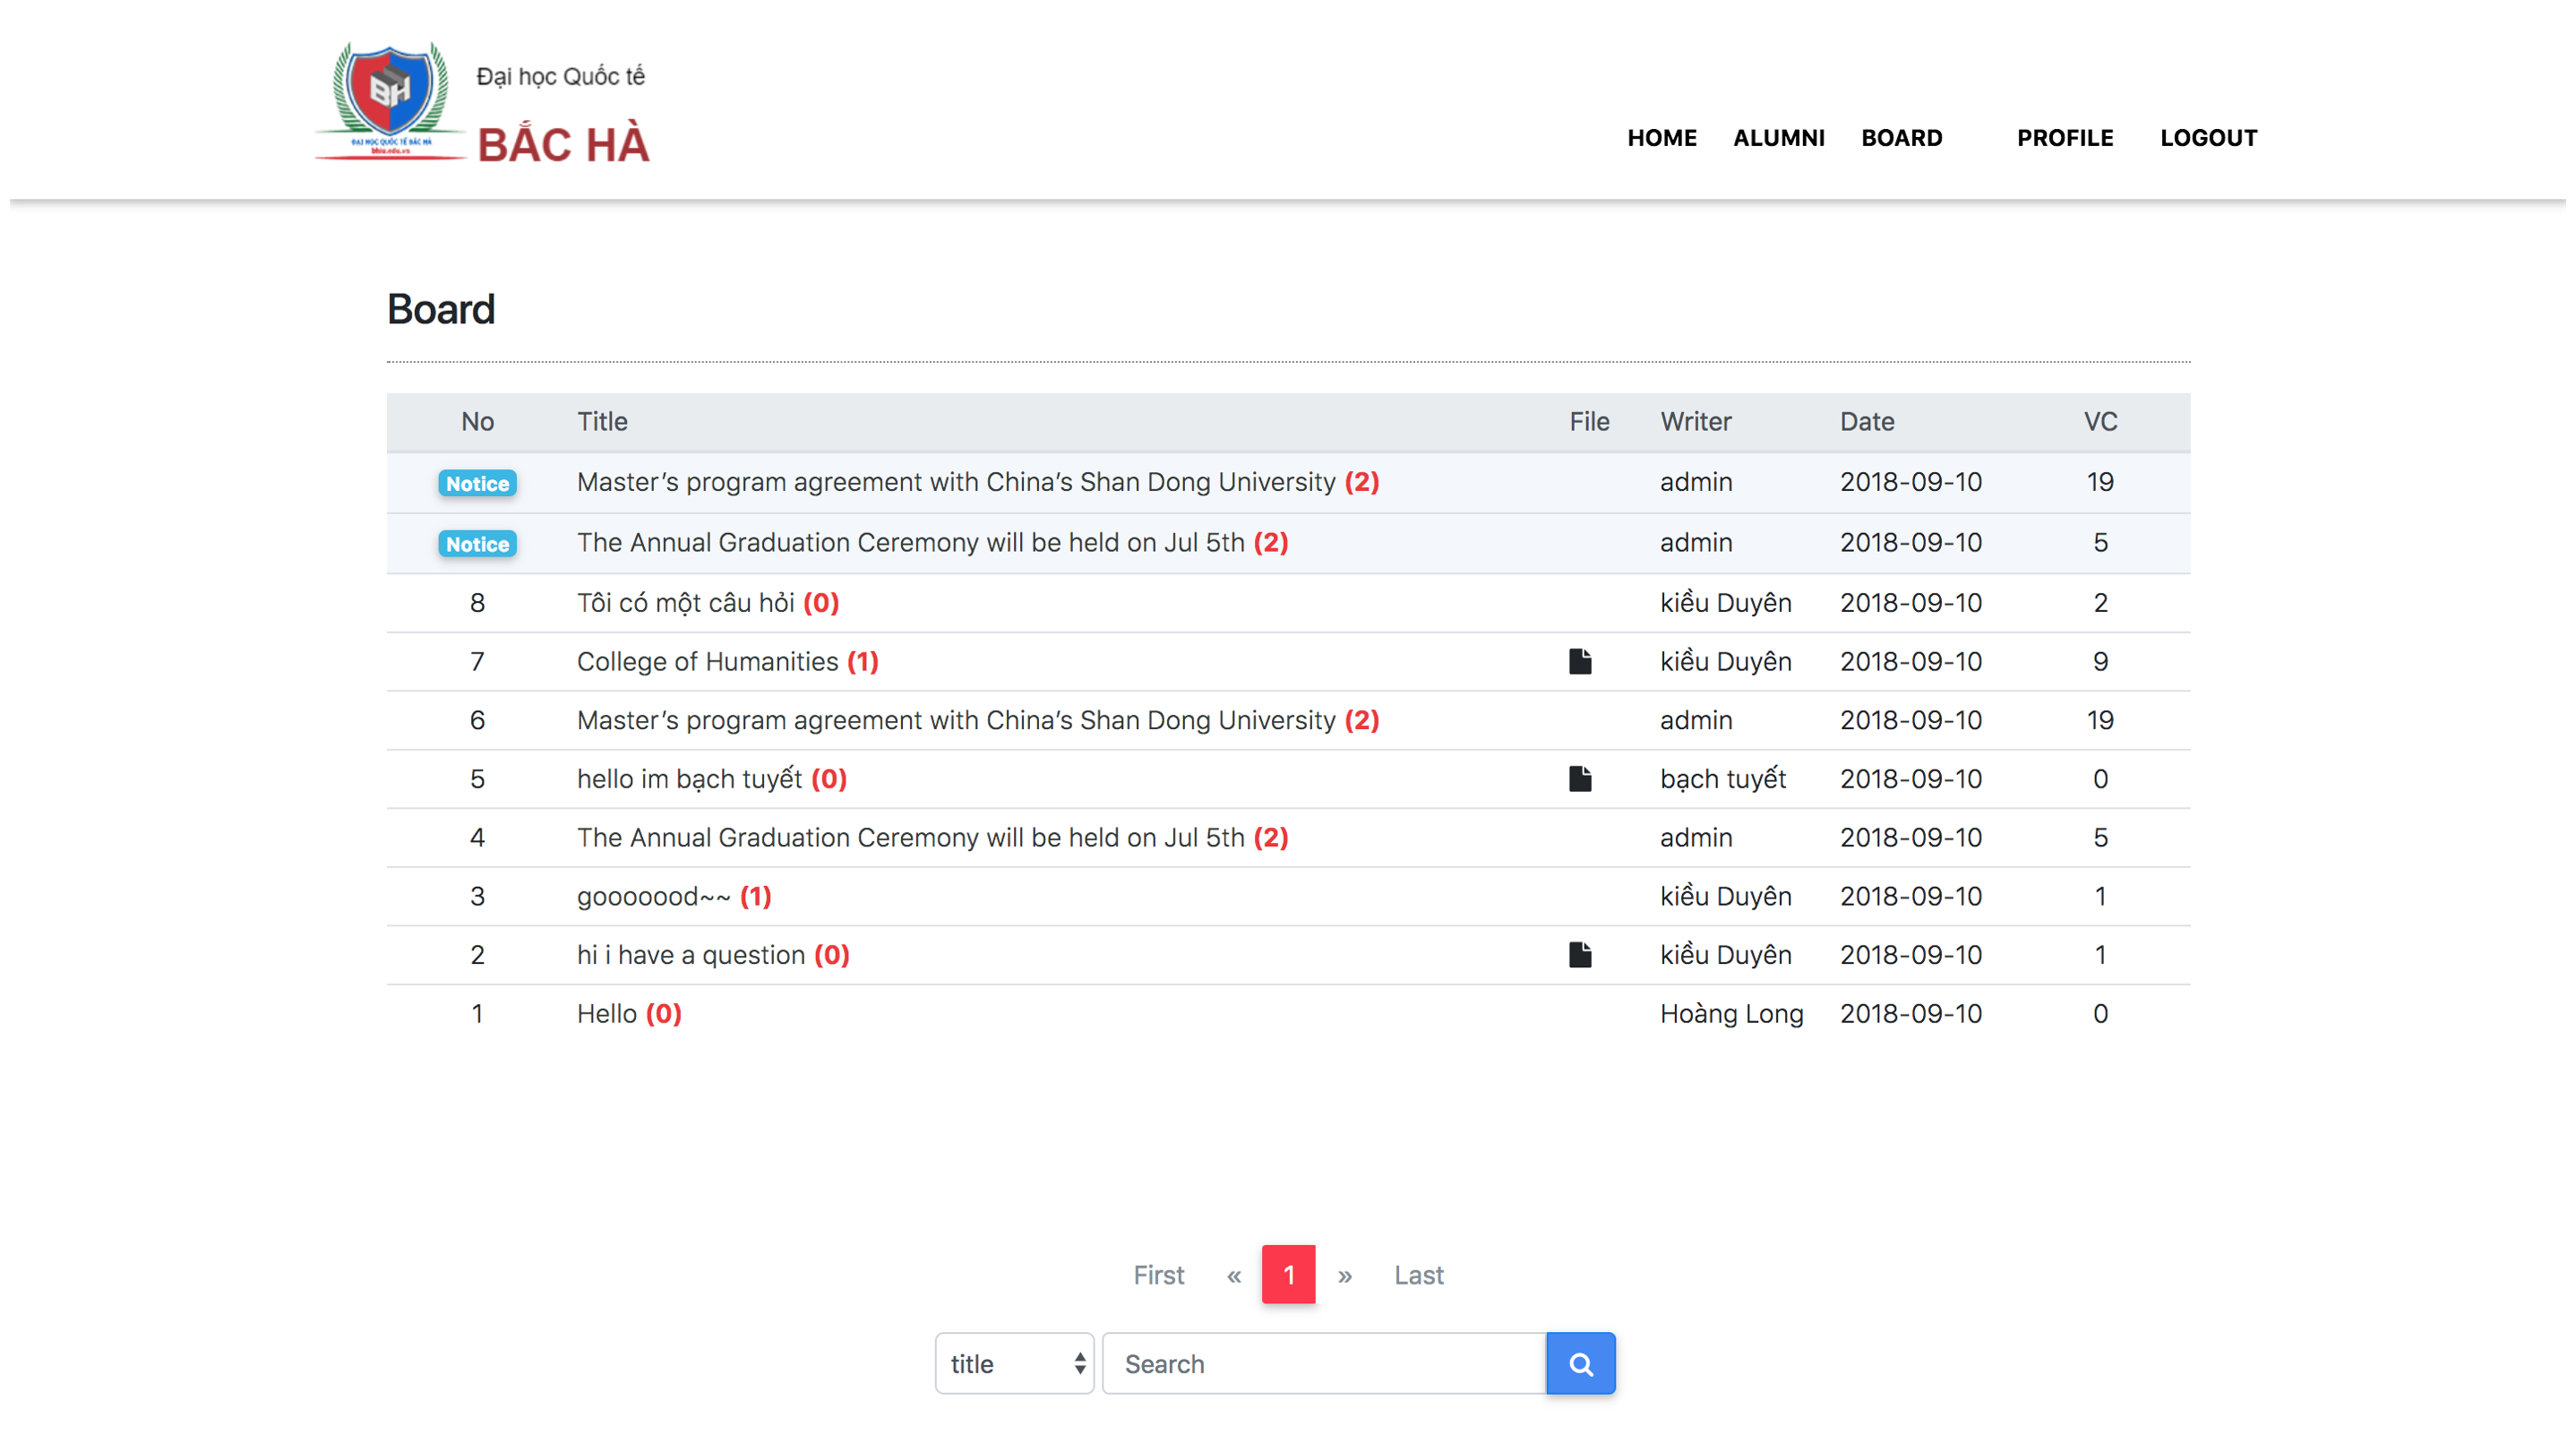 ĐẠI HỌC QUỐC TẾ BẮC HÀ
bhiu.edu.vn
Đại học Quốc tế
BẮC HÀ
HOME ALUMNI BOARD PROFILE LOGOUT
Board
No Title File Writer Date VC
Notice Master’s program agreement with China’s Shan Dong University (2) admin 2018-09-10 19
Notice The Annual Graduation Ceremony will be held on Jul 5th (2) admin 2018-09-10 5
8 Tôi có một câu hỏi (0) kiều Duyên 2018-09-10 2
7 College of Humanities (1) kiều Duyên 2018-09-10 9
6 Master’s program agreement with China’s Shan Dong University (2) admin 2018-09-10 19
5 hello im bạch tuyết (0) bạch tuyết 2018-09-10 0
4 The Annual Graduation Ceremony will be held on Jul 5th (2) admin 2018-09-10 5
3 gooooood~~ (1) kiều Duyên 2018-09-10 1
2 hi i have a question (0) kiều Duyên 2018-09-10 1
1 Hello (0) Hoàng Long 2018-09-10 0
First « 1 » Last
title Search